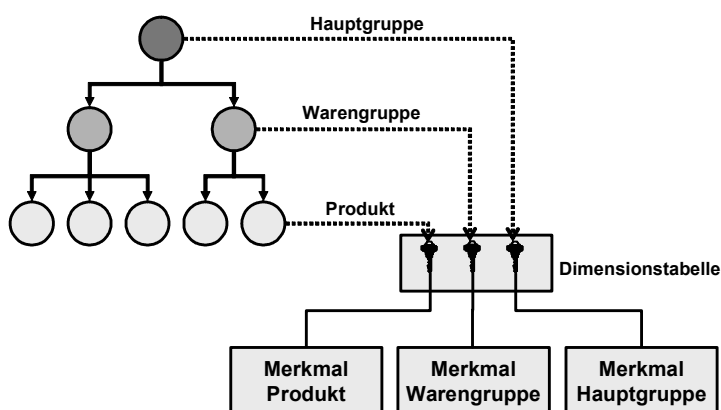 Hauptgruppe
Warengruppe
Produkt
Dimensionstabelle
Merkmal
Produkt
Merkmal
Warengruppe
Merkmal
Hauptgruppe